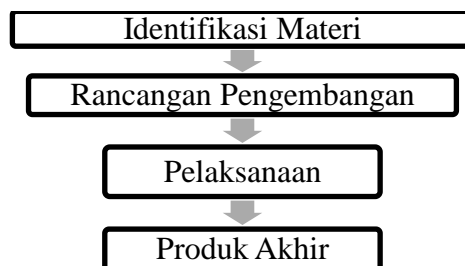 Identifikasi Materi
Rancangan Pengembangan
Pelaksanaan
Produk Akhir